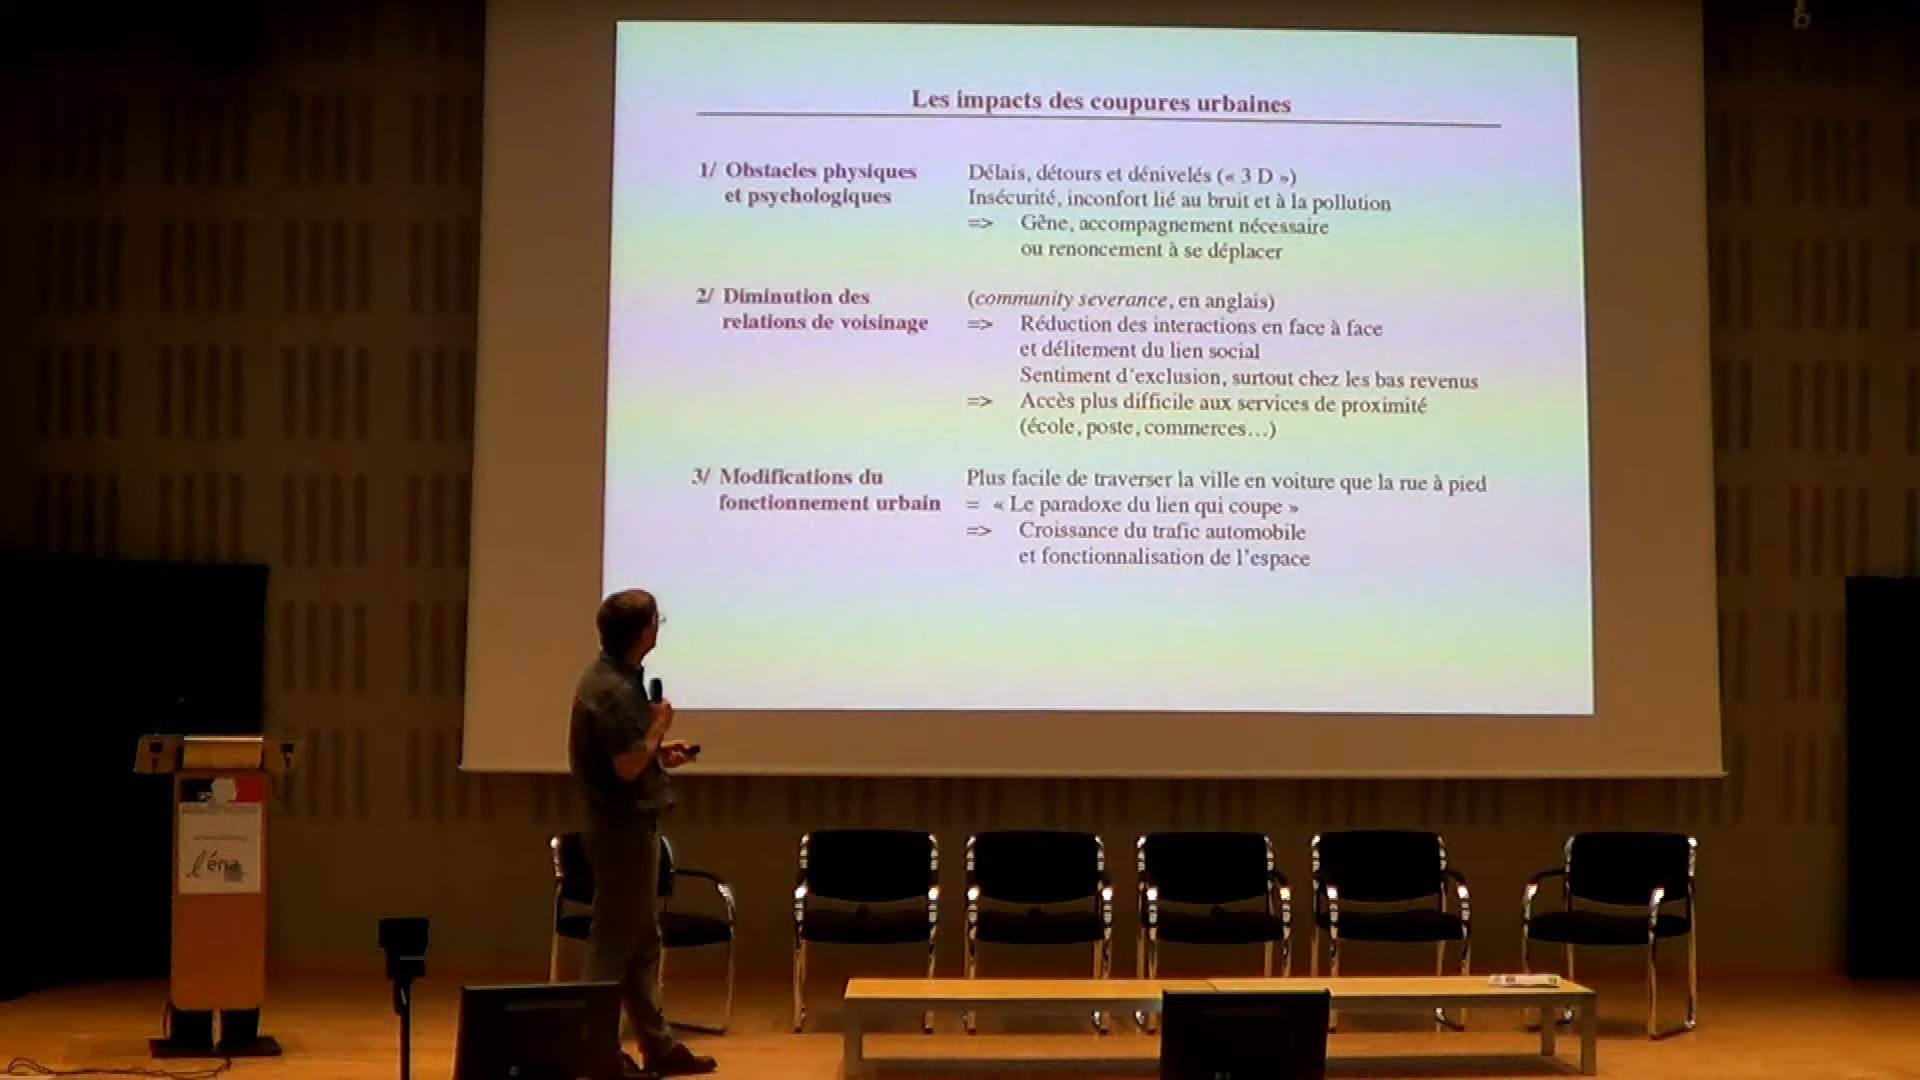 Les impacts des coupures urbaines
1/ Obstacles physiques
et psychologiques
Délais, détours et dénivelés (« 3 D »)
Insécurité, inconfort lié au bruit et à la pollution
=> Gêne, accompagnement nécessaire
ou renoncement à se déplacer
2/ Diminution des
relations de voisinage
(community severance, en anglais)
=> Réduction des interactions en face à face
et délitement du lien social
Sentiment d'exclusion, surtout chez les bas revenus
=> Accès plus difficile aux services de proximité
(école, poste, commerces…)
3/ Modifications du
fonctionnement urbain
Plus facile de traverser la ville en voiture que la rue à pied
= « Le paradoxe du lien qui coupe »
=> Croissance du trafic automobile
et fonctionnalisation de l'espace
l'éna